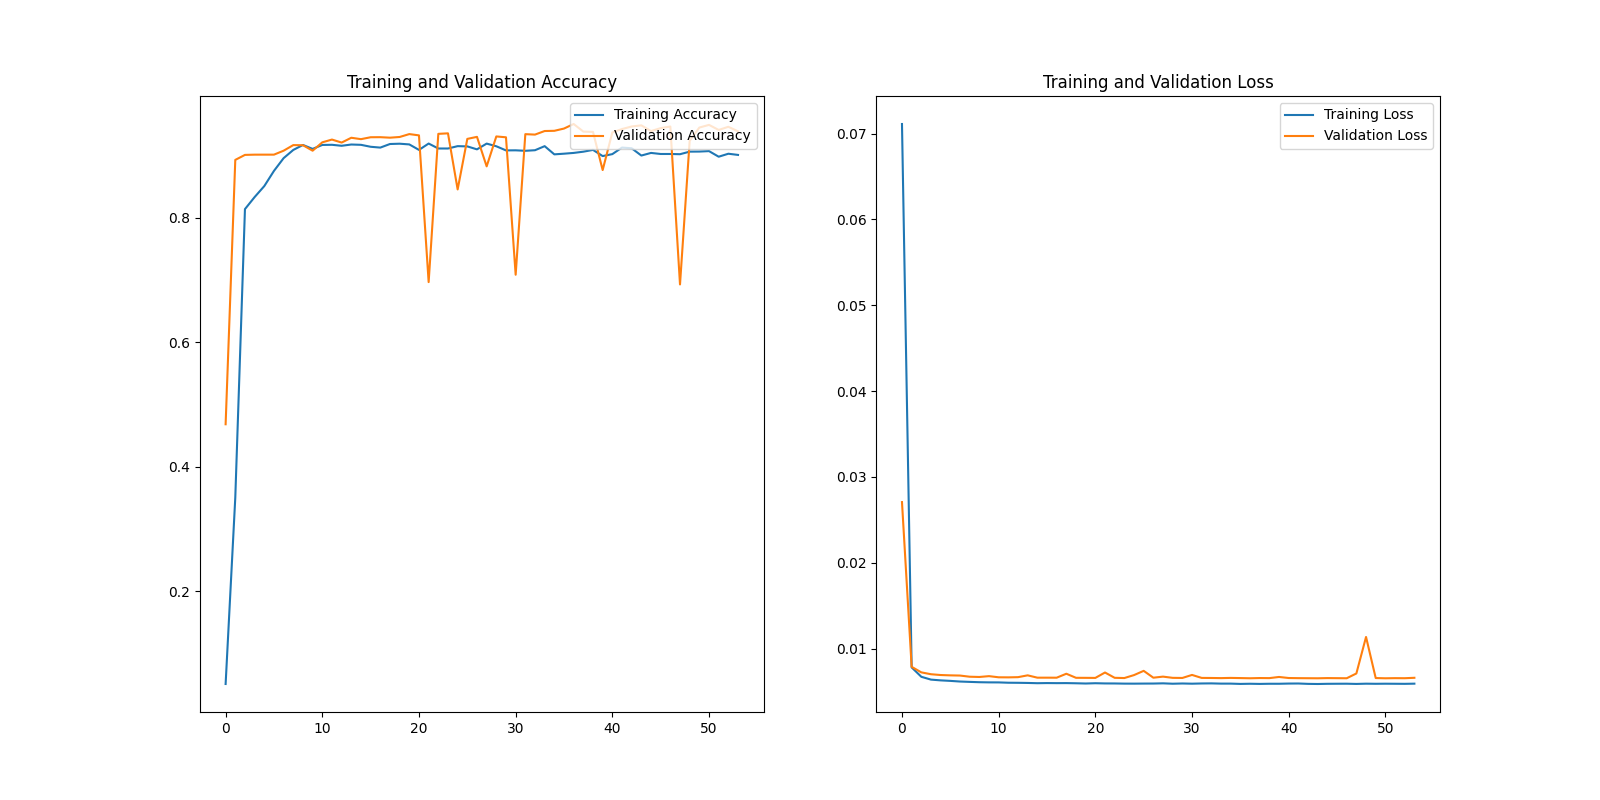 Training and Validation Accuracy
Training Accuracy
Validation Accuracy
0.8
0.6
0.4
0.2
0 10 20 30 40 50
Training and Validation Loss
Training Loss
Validation Loss
0.07
0.06
0.05
0.04
0.03
0.02
0.01
0 10 20 30 40 50